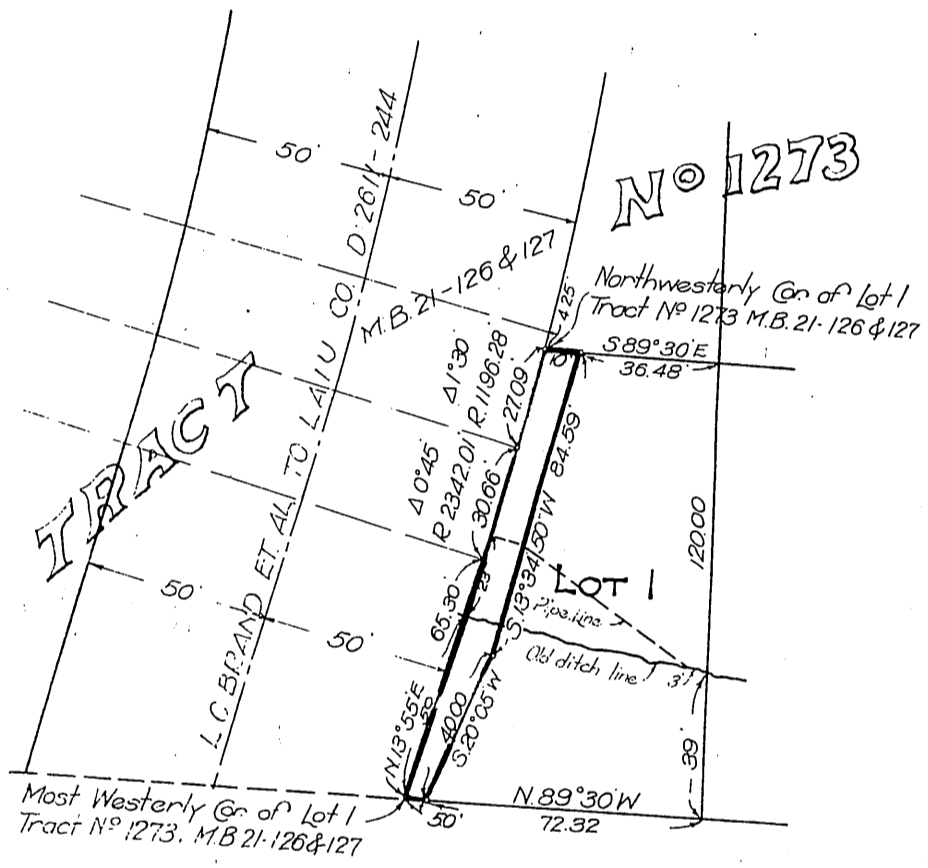 50'
L C BRAND ET AL TO LAIU CO. D. 2611-244
50'
Nº 1273
M.B. 21-126 & 127
Northwesterly Cor. of Lot 1
Tract Nº 1273 M.B. 21-126 & 127
4.25'
10'
S 89°30' E
36.48'
Δ1°30'
R. 1196.28'
27.09'
84.59'
TRACT
Δ0°45'
R 2342.01
30.66'
S.13°34'50"W
120.00
LOT 1
Pipe Line
23'
65.30'
50'
50'
Old ditch line
3'
N.13°55'E
50'
40.00
S.20°05'W
39'
Most Westerly Cor. of Lot 1
Tract Nº 1273. M.B 21-126 & 127
50'
N.89°30'W
72.32